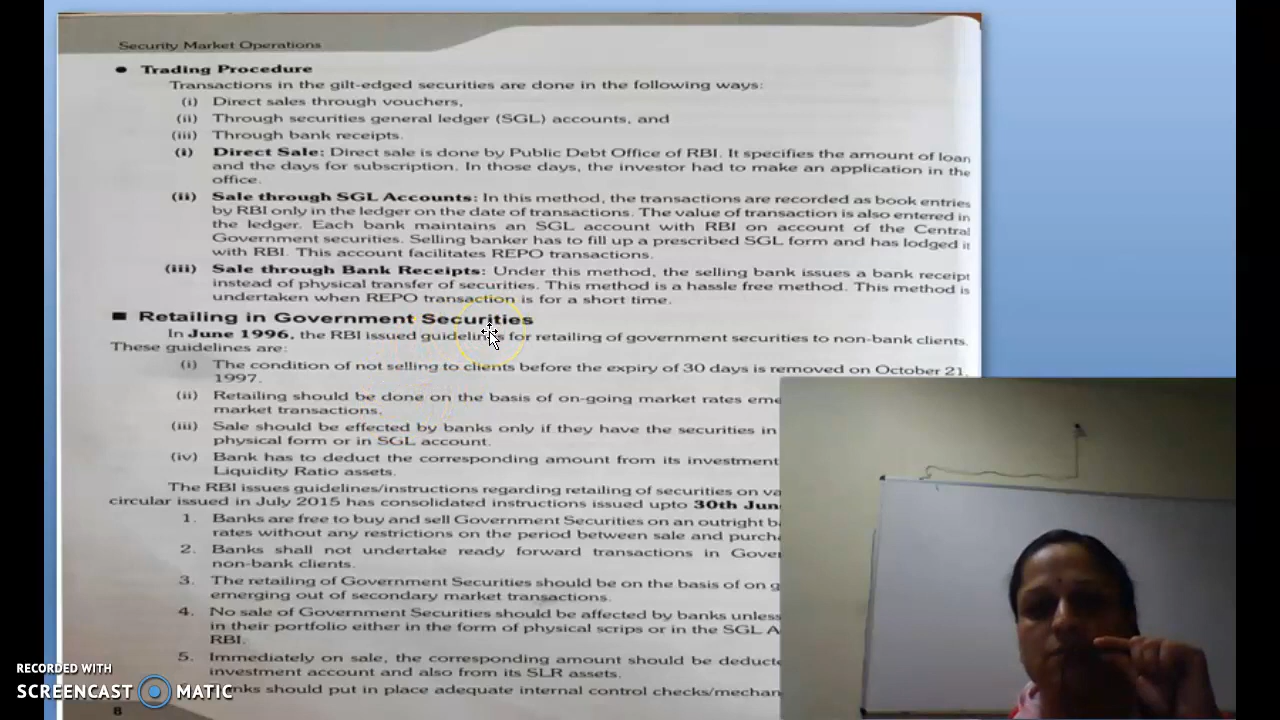 Security Market Operations
● Trading Procedure
Transactions in the gilt-edged securities are done in the following ways:
(i) Direct sales through vouchers,
(ii) Through securities general ledger (SGL) accounts, and
(iii) Through bank receipts.
(i) Direct Sale: Direct sale is done by Public Debt Office of RBI. It specifies the amount of loan
and the days for subscription. In those days, the investor had to make an application in the
office.
(ii) Sale through SGL Accounts: In this method, the transactions are recorded as book entries
by RBI only in the ledger on the date of transactions. The value of transaction is also entered in
the ledger. Each bank maintains an SGL account with RBI on account of the Central
Government securities. Selling banker has to fill up a prescribed SGL form and has lodged it
with RBI. This account facilitates REPO transactions.
(iii) Sale through Bank Receipts: Under this method, the selling bank issues a bank receipt
instead of physical transfer of securities. This method is a hassle free method. This method is
undertaken when REPO transaction is for a short time.
■ Retailing in Government Securities
In June 1996, the RBI issued guidelines for retailing of government securities to non-bank clients.
These guidelines are:
(i) The condition of not selling to clients before the expiry of 30 days is removed on October 21,
1997.
(ii) Retailing should be done on the basis of on-going market rates eme
market transactions.
(iii) Sale should be effected by banks only if they have the securities in
physical form or in SGL account.
(iv) Bank has to deduct the corresponding amount from its investment
Liquidity Ratio assets.
The RBI issues guidelines/instructions regarding retailing of securities on va
circular issued in July 2015 has consolidated instructions issued upto 30th Jun
1. Banks are free to buy and sell Government Securities on an outright b
rates without any restrictions on the period between sale and purch
2. Banks shall not undertake ready forward transactions in Gover
non-bank clients.
3. The retailing of Government Securities should be on the basis of on g
emerging out of secondary market transactions.
4. No sale of Government Securities should be affected by banks unless
in their portfolio either in the form of physical scrips or in the SGL A
RBI.
5. Immediately on sale, the corresponding amount should be deducte
investment account and also from its SLR assets.
should put in place adequate internal control checks/mechan
8
RECORDED WITH
SCREENCAST MATIC